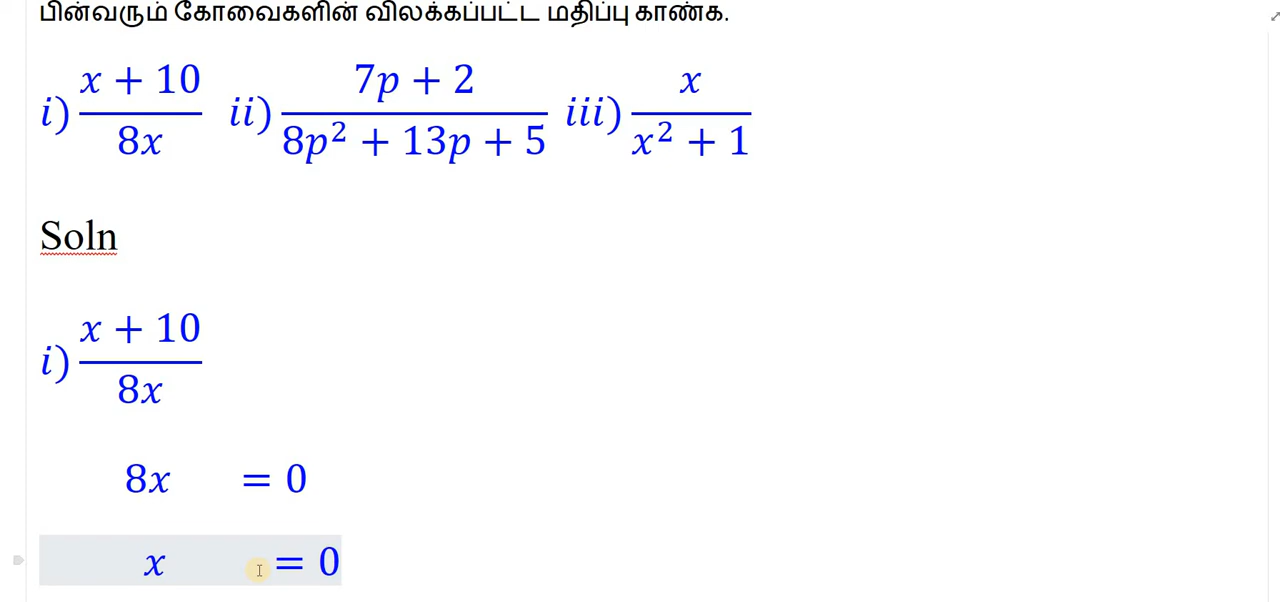 பின்வரும் கோவைகளின் விலக்கப்பட்ட மதிப்பு காண்க.
i) (x + 10)/(8x) ii) (7p + 2)/(8p² + 13p + 5) iii) x/(x² + 1)
Soln
i) (x + 10)/(8x)
8x = 0
x = 0